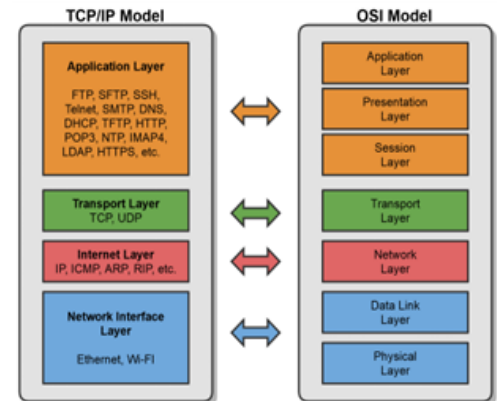 TCP/IP Model
Application Layer
FTP, SFTP, SSH,
Telnet, SMTP, DNS,
DHCP, TFTP, HTTP,
POP3, NTP, IMAP4,
LDAP, HTTPS, etc.
Transport Layer
TCP, UDP
Internet Layer
IP, ICMP, ARP, RIP, etc.
Network Interface
Layer
Ethernet, Wi-FI
OSI Model
Application
Layer
Presentation
Layer
Session
Layer
Transport
Layer
Network
Layer
Data Link
Layer
Physical
Layer